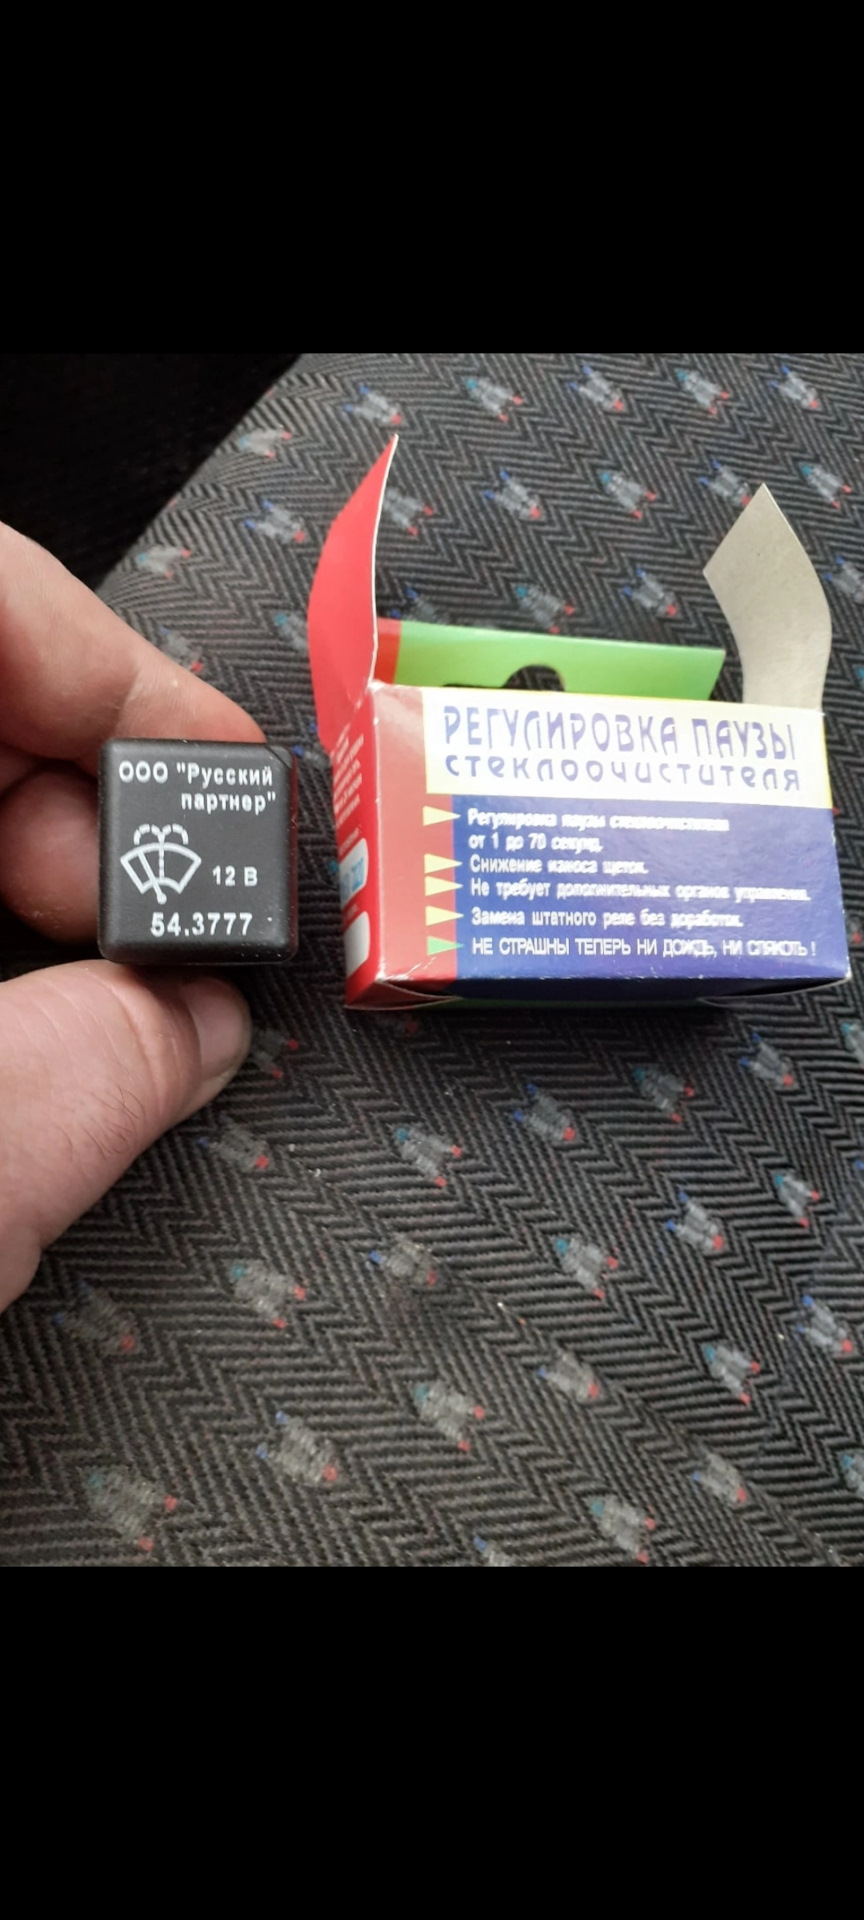 ООО "Русский
партнер"
12 В
54.3777
РЕГУЛИРОВКА ПАУЗЫ
СТЕКЛООЧИСТИТЕЛЯ
Регулировка паузы стеклоочистителя
от 1 до 70 секунд.
Снижение износа щеток.
Не требует дополнительных органов управления.
Замена штатного реле без доработок.
НЕ СТРАШНЫ ТЕПЕРЬ НИ ДОЖДЬ, НИ СЛЯКОТЬ !